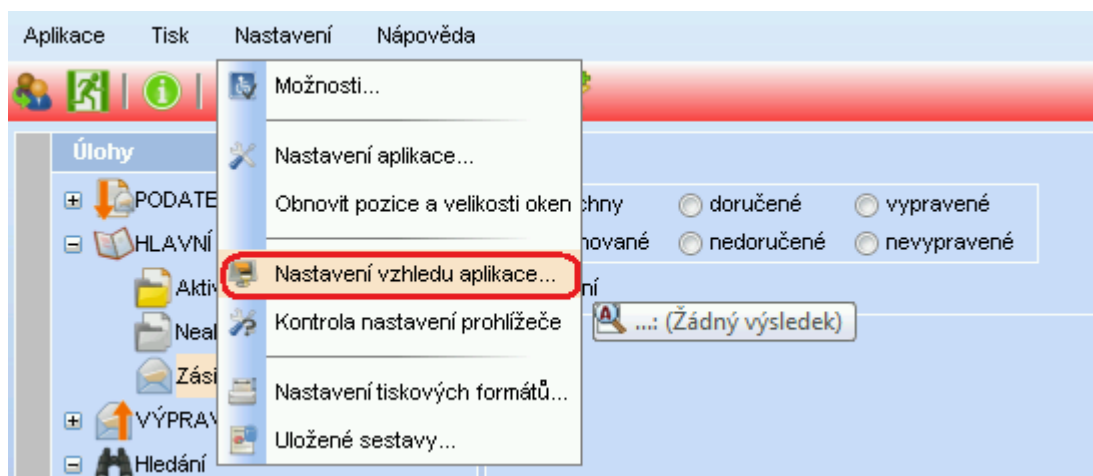 Aplikace Tisk Nastavení Nápověda
Možnosti...
Úlohy
Nastavení aplikace...
PODATE
Obnovit pozice a velikosti oken
chny
doručené
vypravené
HLAVNÍ
nované
nedoručené
nevypravené
Nastavení vzhledu aplikace...
Aktiv
ní
Kontrola nastavení prohlížeče
...: (Žádný výsledek)
Neal
Zási
Nastavení tiskových formátů...
VÝPRAV
Uložené sestavy...
Hledání